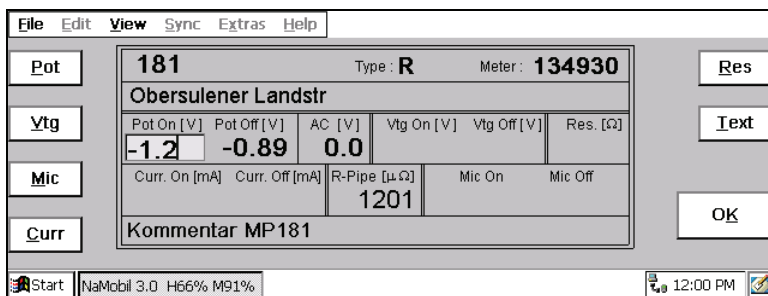 File Edit View Sync Extras Help
Pot 181 Type : R Meter : 134930 Res
Obersulener Landstr
Vtg Pot On [V] Pot Off [V] AC [V] Vtg On [V] Vtg Off [V] Res. [Ω] Text
-1.2 -0.89 0.0
Mic Curr. On [mA] Curr. Off [mA] R-Pipe [µΩ] Mic On Mic Off
1201
OK
Curr Kommentar MP181
Start NaMobil 3.0 H66% M91% 12:00 PM